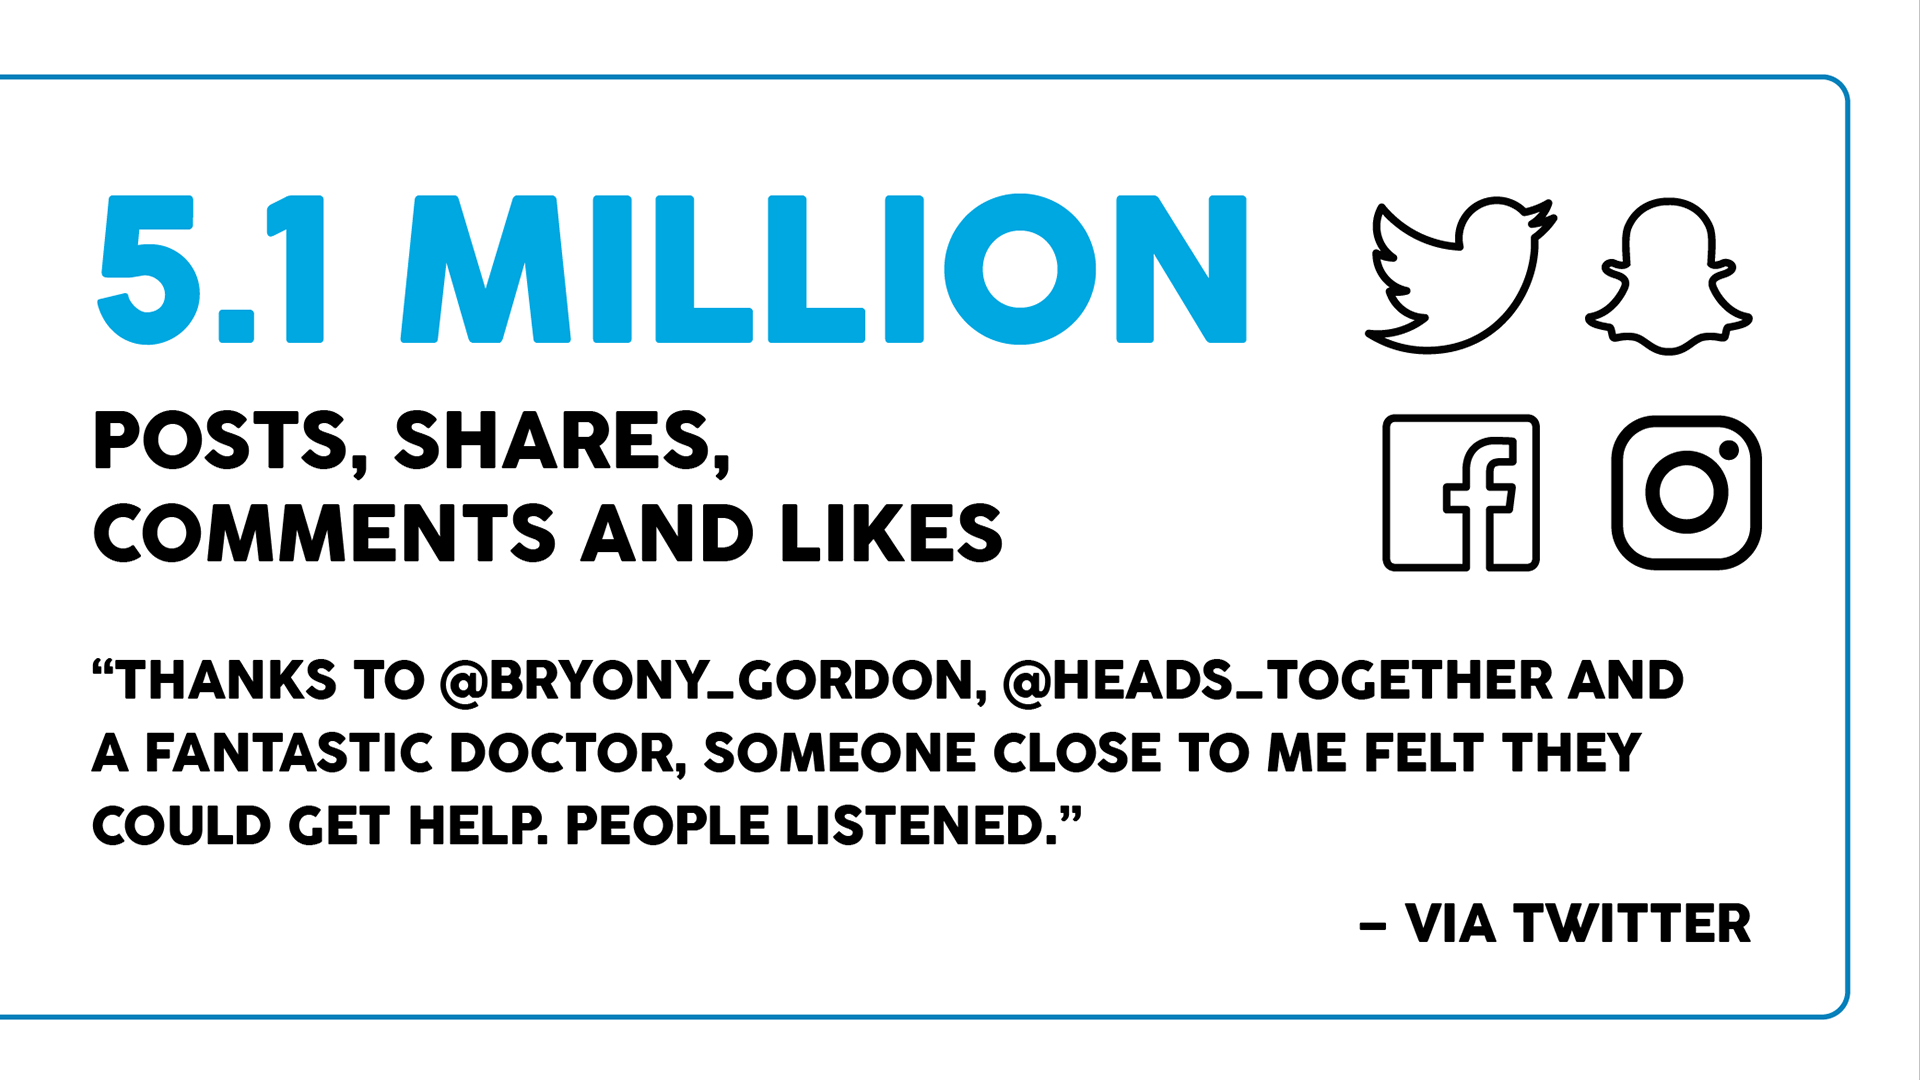 5.1 MILLION
POSTS, SHARES,
COMMENTS AND LIKES
“THANKS TO @BRYONY_GORDON, @HEADS_TOGETHER AND
A FANTASTIC DOCTOR, SOMEONE CLOSE TO ME FELT THEY
COULD GET HELP. PEOPLE LISTENED.”
– VIA TWITTER